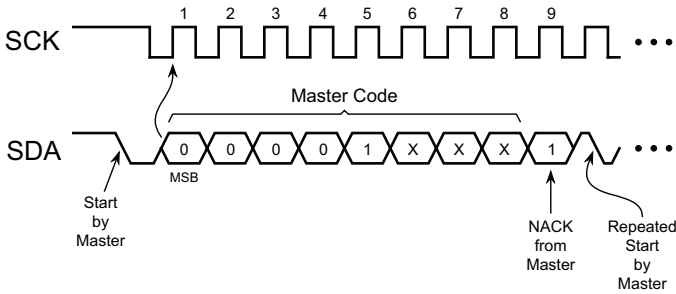 1 2 3 4 5 6 7 8 9
SCK
Master Code
SDA
0 0 0 0 1 X X X 1
MSB
Start
by
Master
NACK
from
Master
Repeated
Start
by
Master